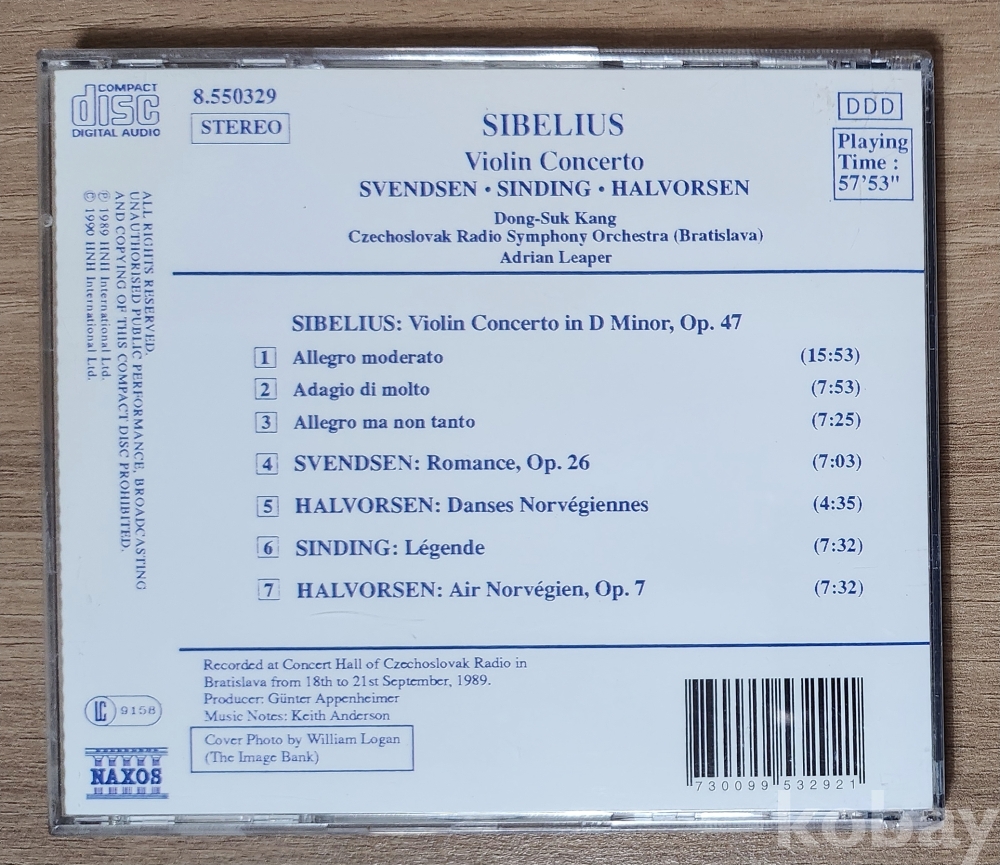 COMPACT
disc
DIGITAL AUDIO
8.550329
STEREO
SIBELIUS
Violin Concerto
SVENDSEN • SINDING • HALVORSEN
Dong-Suk Kang
Czechoslovak Radio Symphony Orchestra (Bratislava)
Adrian Leaper
DDD
Playing
Time :
57'53"
ALL RIGHTS RESERVED.
UNAUTHORISED PUBLIC PERFORMANCE, BROADCASTING
AND COPYING OF THIS COMPACT DISC PROHIBITED.
℗ 1989 HNH International Ltd.
© 1990 HNH International Ltd.
SIBELIUS: Violin Concerto in D Minor, Op. 47
1 Allegro moderato (15:53)
2 Adagio di molto (7:53)
3 Allegro ma non tanto (7:25)
4 SVENDSEN: Romance, Op. 26 (7:03)
5 HALVORSEN: Danses Norvégiennes (4:35)
6 SINDING: Légende (7:32)
7 HALVORSEN: Air Norvégien, Op. 7 (7:32)
Recorded at Concert Hall of Czechoslovak Radio in
Bratislava from 18th to 21st September, 1989.
Producer: Günter Appenheimer
Music Notes: Keith Anderson
Cover Photo by William Logan
(The Image Bank)
LC 9158
NAXOS
7 30099 532921
kobay